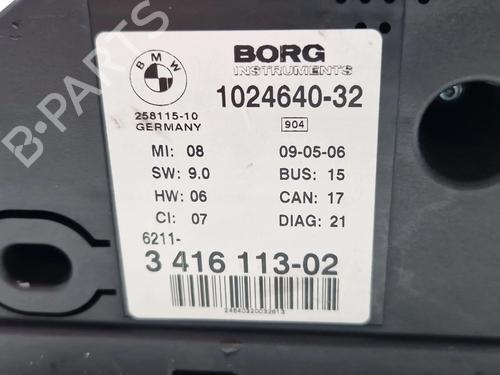 B-PARTS
BMW
BORG
INSTRUMENTS
1024640-32
258115-10
GERMANY
904
MI: 08 09-05-06
SW: 9.0 BUS: 15
HW: 06 CAN: 17
CI: 07 DIAG: 21
6211-
3 416 113-02
24640320032613